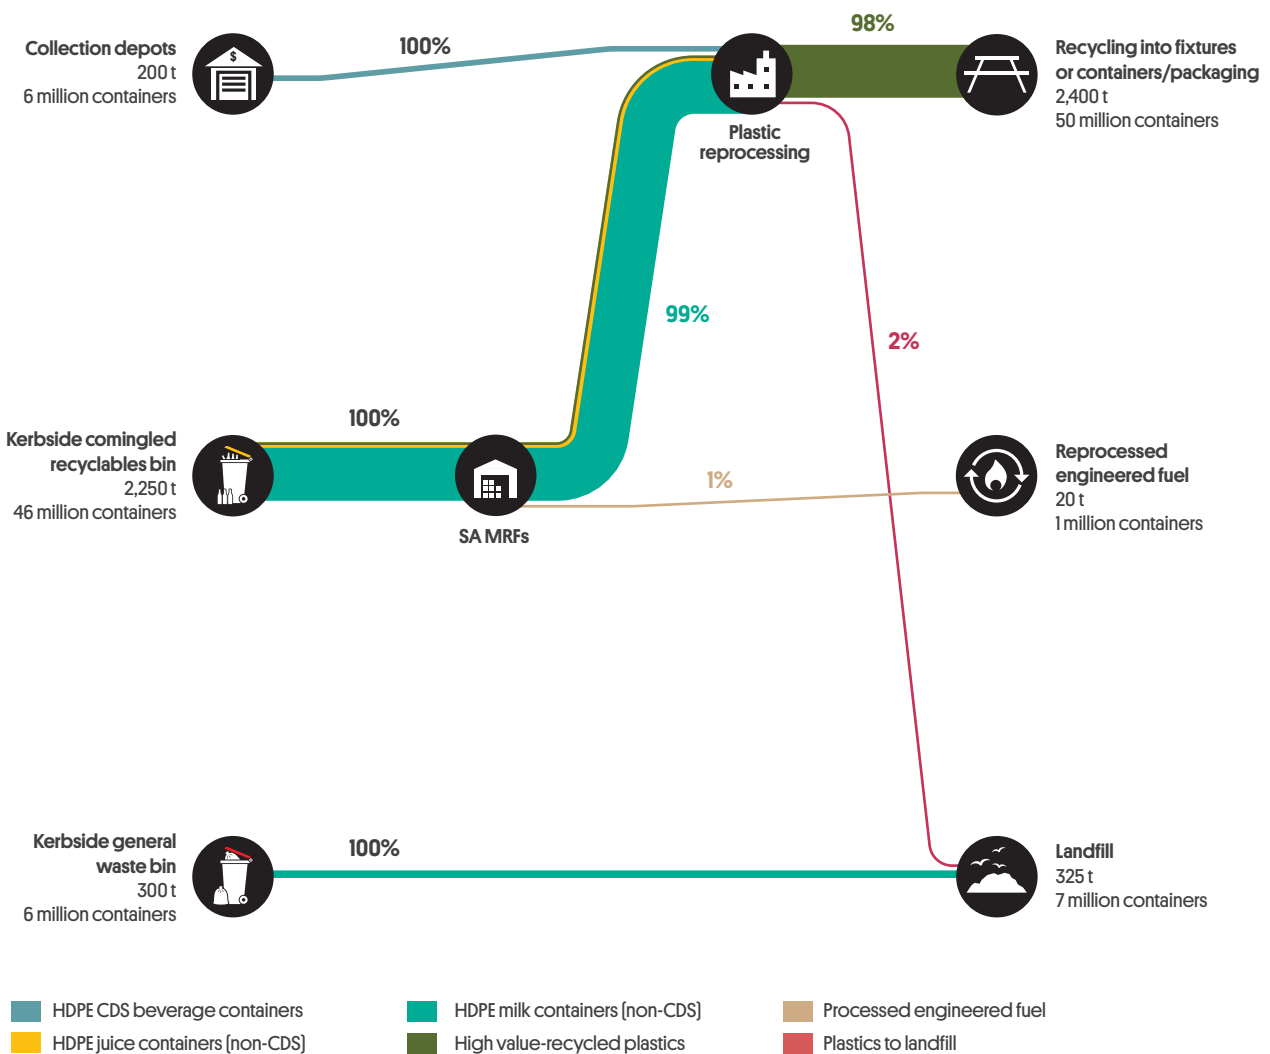 98%
Collection depots
200 t
6 million containers
$
100%
Recycling into fixtures
or containers/packaging
2,400 t
50 million containers
Plastic
reprocessing
99%
2%
100%
Kerbside comingled
recyclables bin
2,250 t
46 million containers
SA MRFs
1%
Reprocessed
engineered fuel
20 t
1 million containers
Kerbside general
waste bin
300 t
6 million containers
100%
Landfill
325 t
7 million containers
HDPE CDS beverage containers
HDPE milk containers (non-CDS)
Processed engineered fuel
HDPE juice containers (non-CDS)
High value-recycled plastics
Plastics to landfill